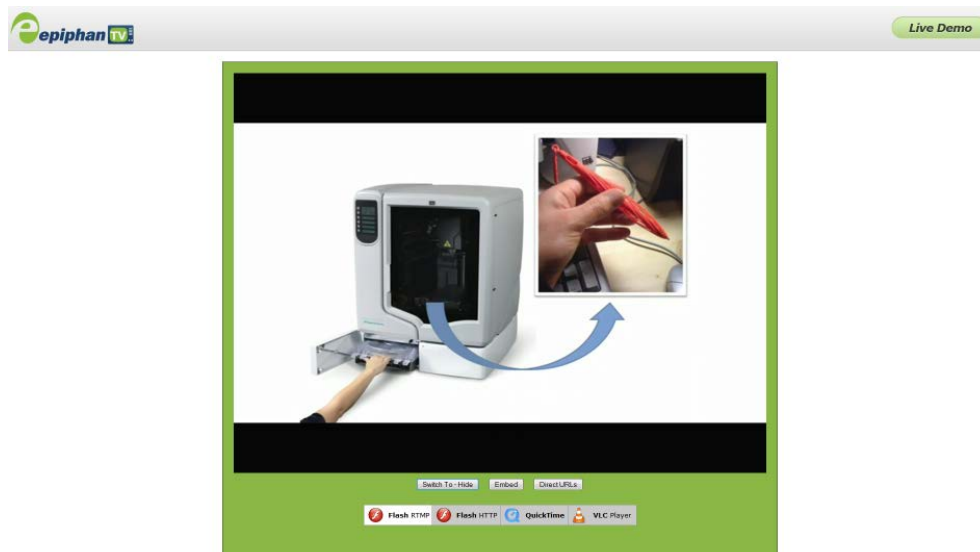 epiphan TV
Live Demo
Switch To - Hide Embed Direct URLs
Flash RTMP Flash HTTP QuickTime VLC Player